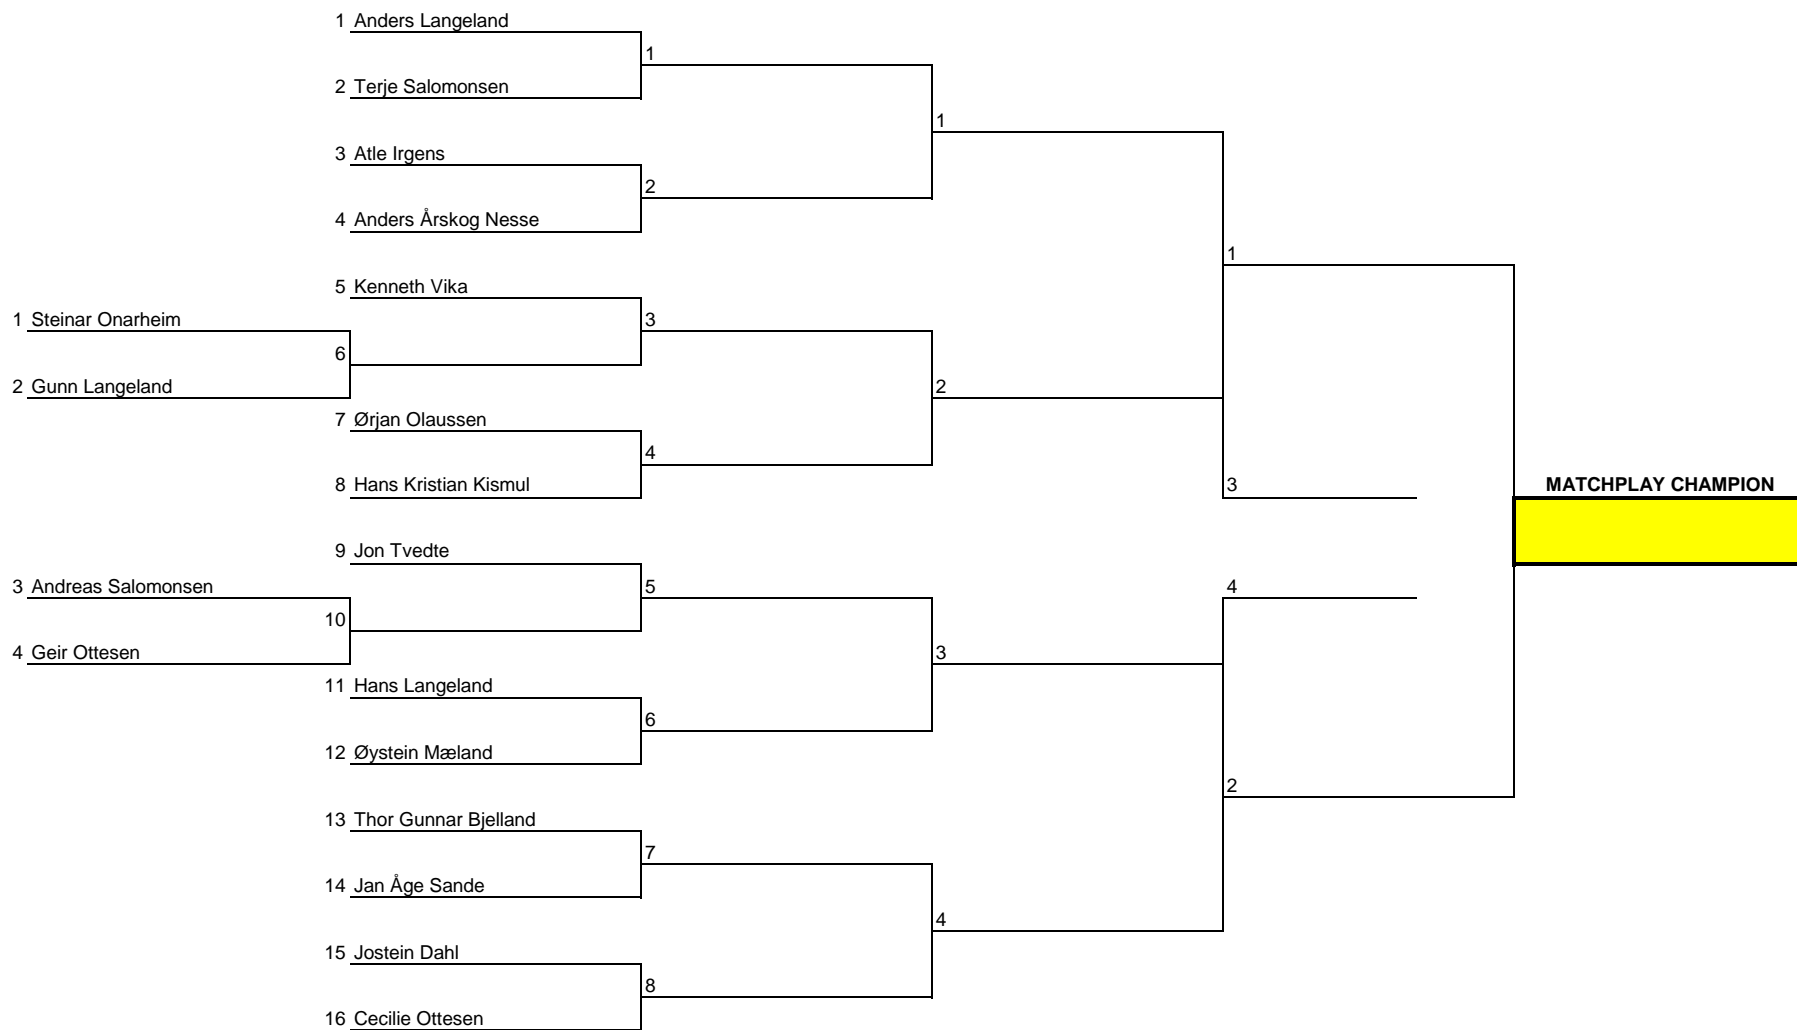 1 Anders Langeland
1
2 Terje Salomonsen
1
3 Atle Irgens
2
4 Anders Årskog Nesse
1
5 Kenneth Vika
1 Steinar Onarheim
3
6
2 Gunn Langeland
2
7 Ørjan Olaussen
4
8 Hans Kristian Kismul
3
MATCHPLAY CHAMPION
9 Jon Tvedte
3 Andreas Salomonsen
5
4
10
4 Geir Ottesen
3
11 Hans Langeland
6
12 Øystein Mæland
2
13 Thor Gunnar Bjelland
7
14 Jan Åge Sande
4
15 Jostein Dahl
8
16 Cecilie Ottesen